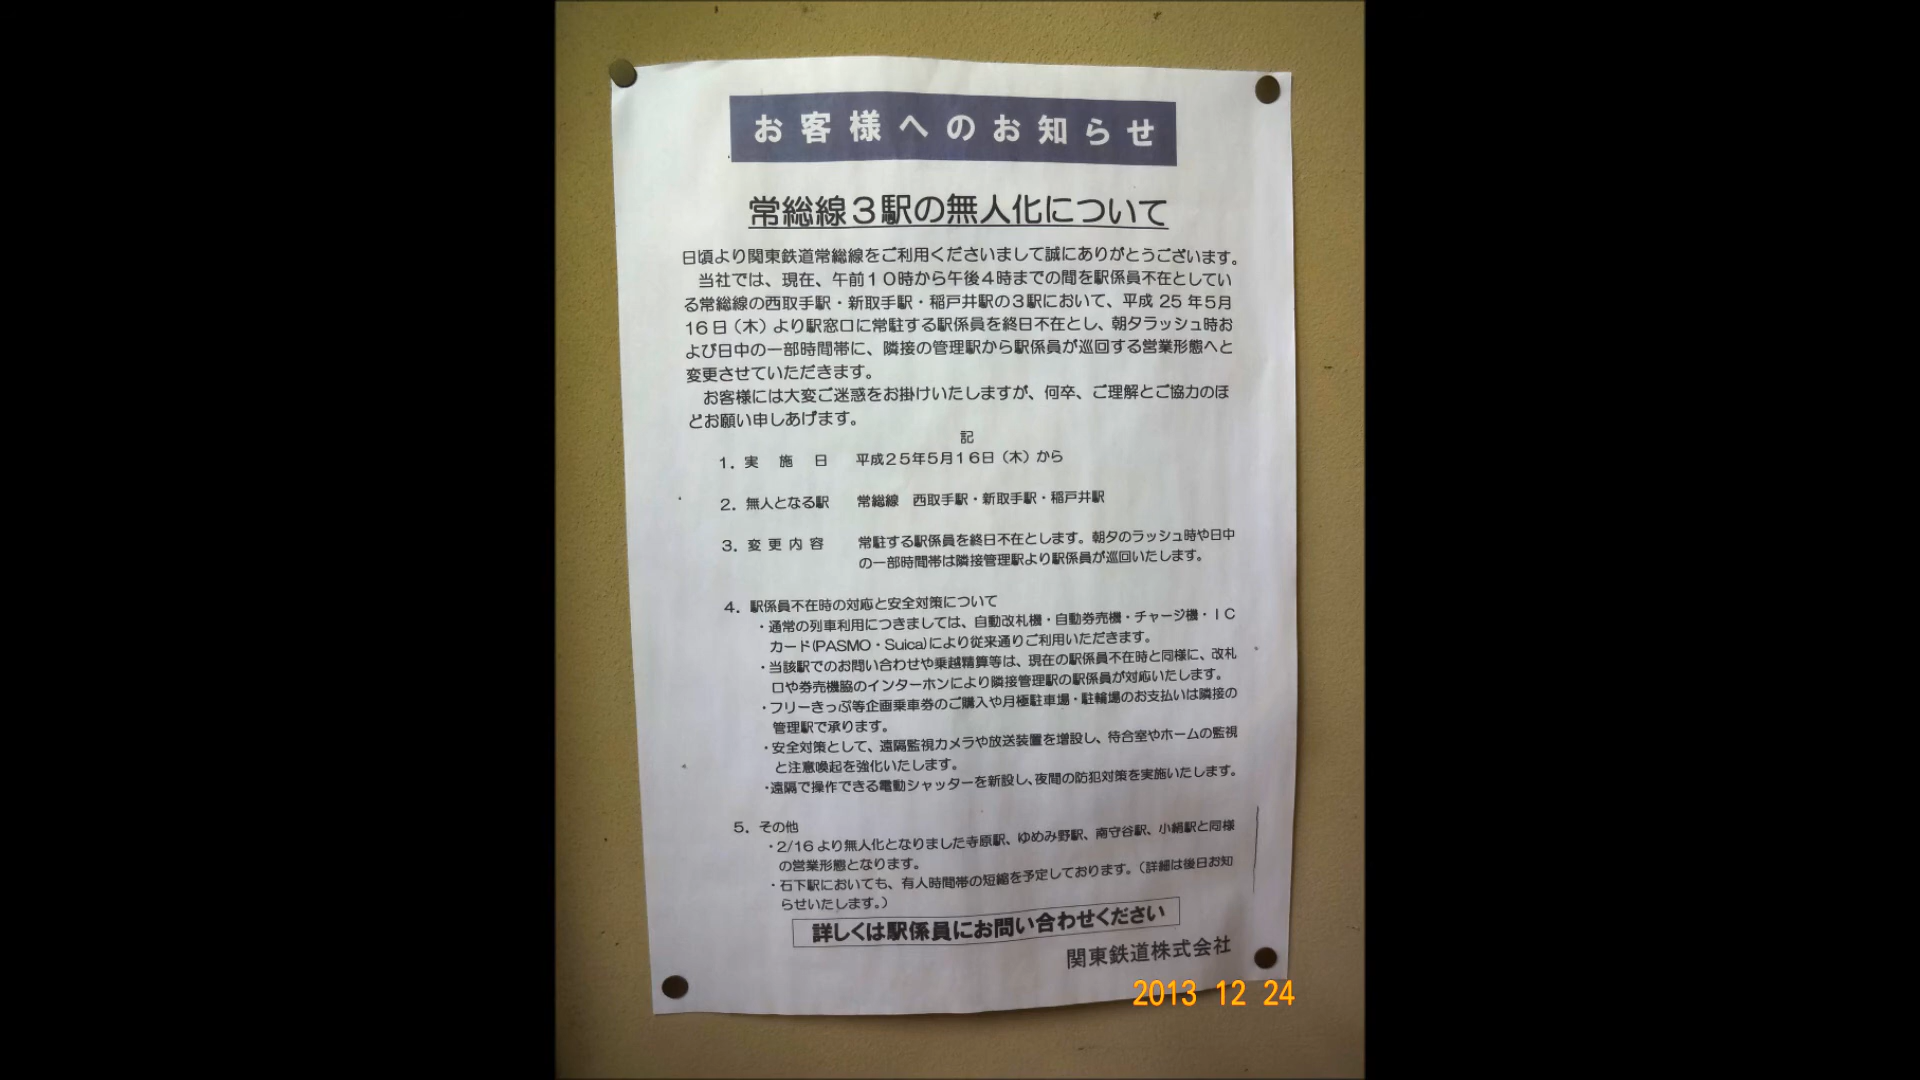 お客様へのお知らせ
常総線3駅の無人化について
日頃より関東鉄道常総線をご利用くださいまして誠にありがとうございます。
当社では、現在、午前10時から午後4時までの間を駅係員不在としてい
る常総線の西取手駅・新取手駅・稲戸井駅の3駅において、平成 25 年5月
16日（木）より駅窓口に常駐する駅係員を終日不在とし、朝夕ラッシュ時お
よび日中の一部時間帯に、隣接の管理駅から駅係員が巡回する営業形態へと
変更させていただきます。
お客様には大変ご迷惑をお掛けいたしますが、何卒、ご理解とご協力のほ
どお願い申しあげます。
記
1．実　施　日　平成25年5月16日（木）から
2．無人となる駅　常総線　西取手駅・新取手駅・稲戸井駅
3．変 更 内 容　常駐する駅係員を終日不在とします。朝夕のラッシュ時や日中
の一部時間帯は隣接管理駅より駅係員が巡回いたします。
4．駅係員不在時の対応と安全対策について
・通常の列車利用につきましては、自動改札機・自動券売機・チャージ機・IC
カード(PASMO・Suica)により従来通りご利用いただきます。
・当該駅でのお問い合わせや乗越精算等は、現在の駅係員不在時と同様に、改札
口や券売機脇のインターホンにより隣接管理駅の駅係員が対応いたします。
・フリーきっぷ等企画乗車券のご購入や月極駐車場・駐輪場のお支払いは隣接の
管理駅で承ります。
・安全対策として、遠隔監視カメラや放送装置を増設し、待合室やホームの監視
と注意喚起を強化いたします。
・遠隔で操作できる電動シャッターを新設し、夜間の防犯対策を実施いたします。
5．その他
・2/16 より無人化となりました寺原駅、ゆめみ野駅、南守谷駅、小絹駅と同様
の営業形態となります。
・石下駅においても、有人時間帯の短縮を予定しております。（詳細は後日お知
らせいたします。）
詳しくは駅係員にお問い合わせください
関東鉄道株式会社
2013 12 24